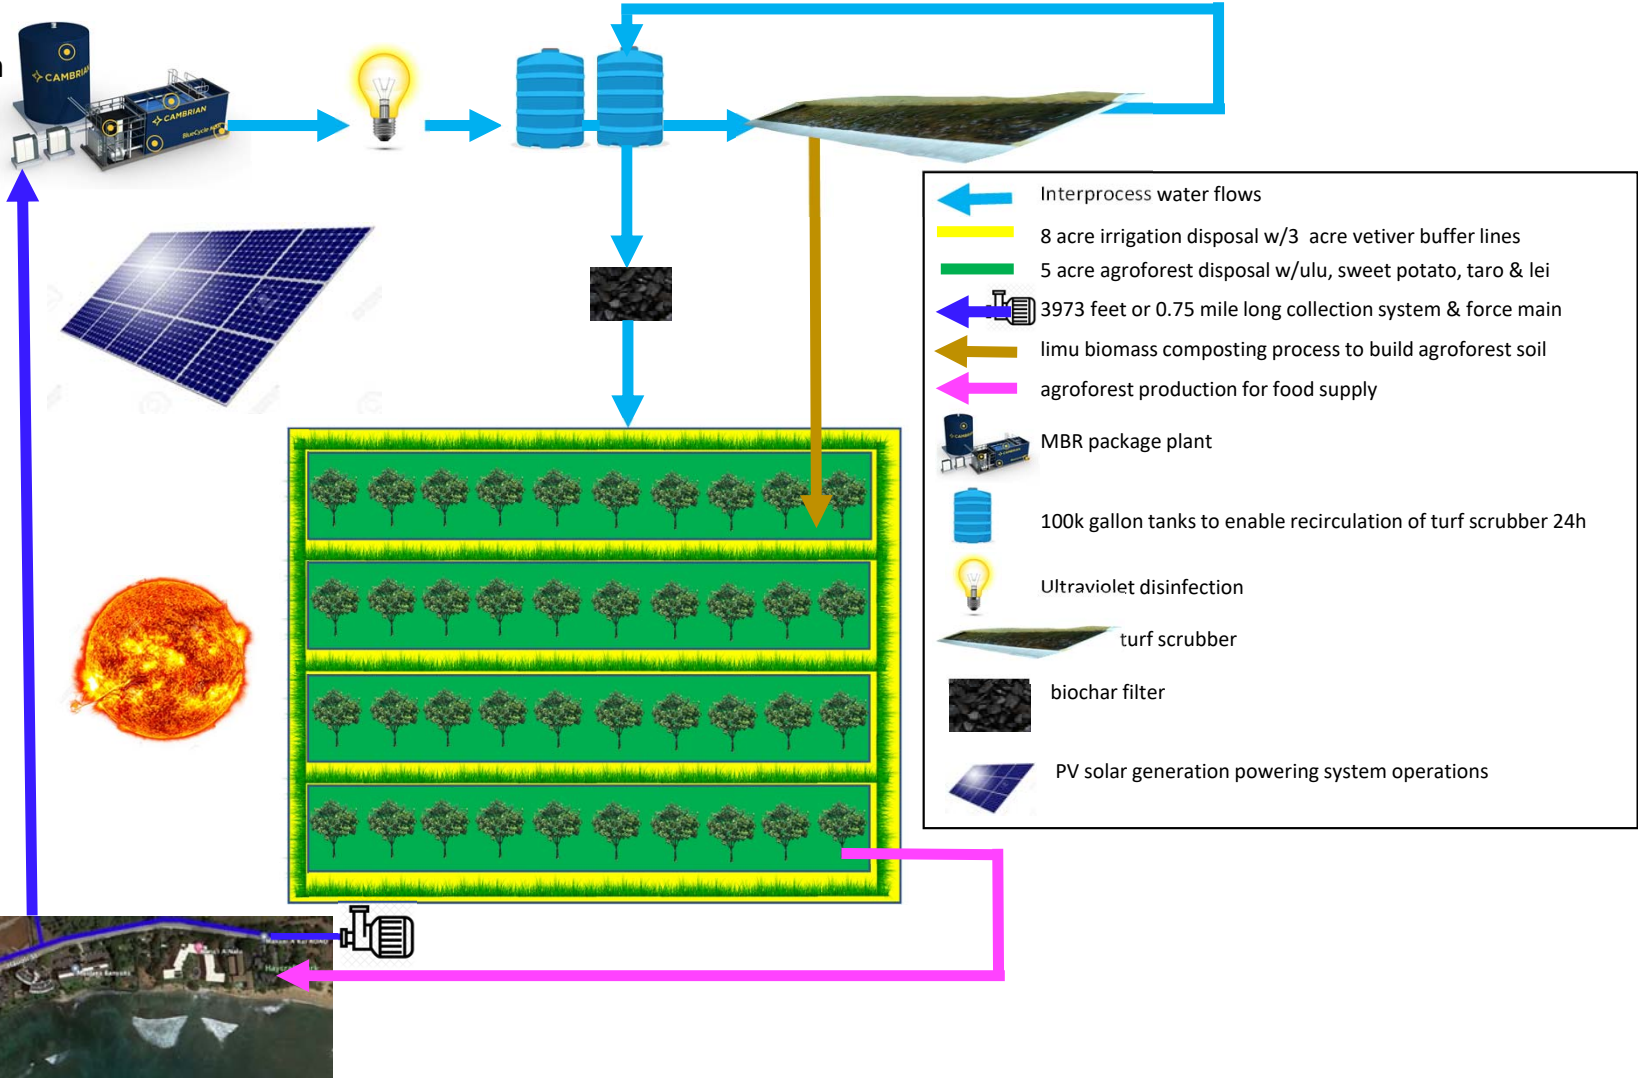 CAMBRIAN
CAMBRIAN
BlueCycle
Interprocess water flows
8 acre irrigation disposal w/3 acre vetiver buffer lines
5 acre agroforest disposal w/ulu, sweet potato, taro & lei
3973 feet or 0.75 mile long collection system & force main
limu biomass composting process to build agroforest soil
agroforest production for food supply
MBR package plant
100k gallon tanks to enable recirculation of turf scrubber 24h
Ultraviolet disinfection
turf scrubber
biochar filter
PV solar generation powering system operations